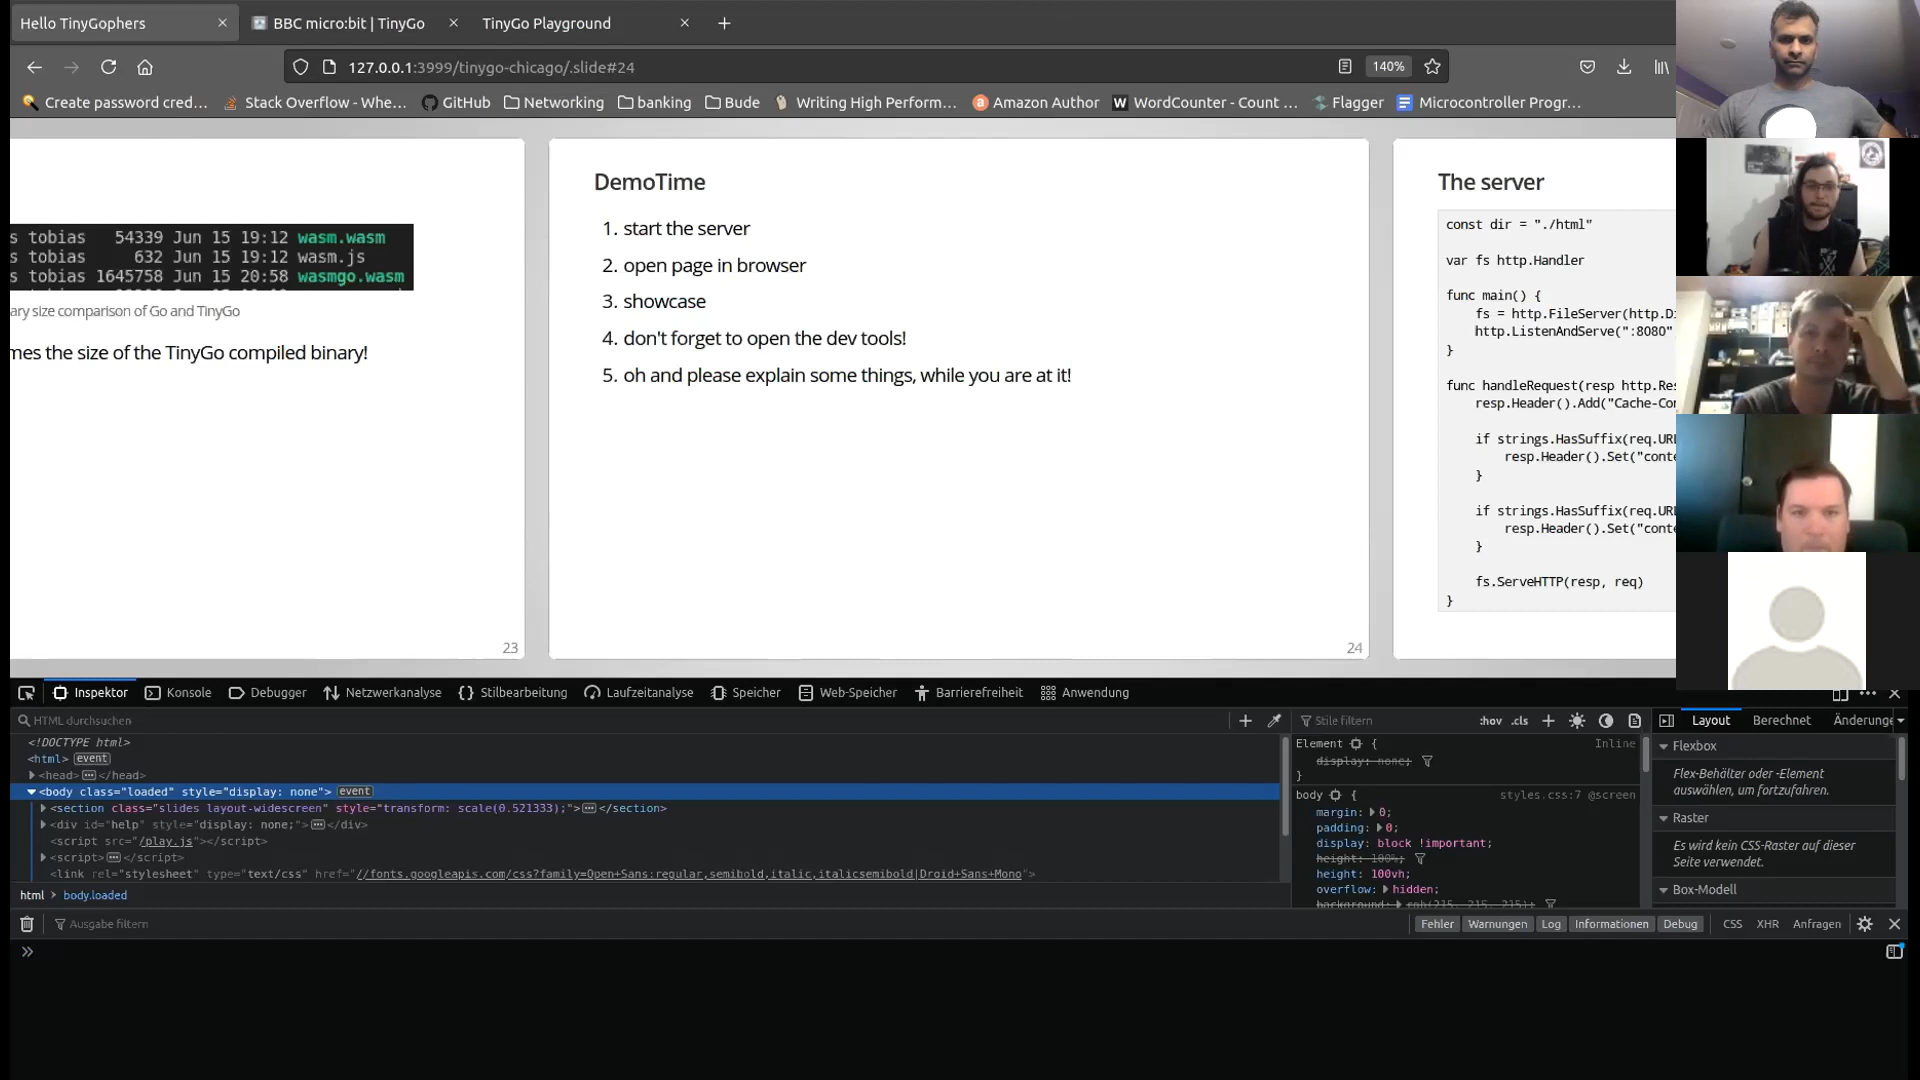 Hello TinyGophers
BBC micro:bit | TinyGo
TinyGo Playground
127.0.0.1:3999/tinygo-chicago/.slide#24
140%
Create password cred…
Stack Overflow - Whe…
GitHub
Networking
banking
Bude
Writing High Perform…
Amazon Author
WordCounter - Count …
Flagger
Microcontroller Progr…
s tobias 54339 Jun 15 19:12 wasm.wasm
s tobias 632 Jun 15 19:12 wasm.js
s tobias 1645758 Jun 15 20:58 wasmgo.wasm
ary size comparison of Go and TinyGo
mes the size of the TinyGo compiled binary!
23
DemoTime
1. start the server
2. open page in browser
3. showcase
4. don't forget to open the dev tools!
5. oh and please explain some things, while you are at it!
24
The server
const dir = "./html"
var fs http.Handler
func main() {
fs = http.FileServer(http.Di
http.ListenAndServe(":8080"
}
func handleRequest(resp http.Res
resp.Header().Add("Cache-Con
if strings.HasSuffix(req.URL
resp.Header().Set("conte
}
if strings.HasSuffix(req.URL
resp.Header().Set("conte
}
fs.ServeHTTP(resp, req)
}
Inspektor
Konsole
Debugger
Netzwerkanalyse
Stilbearbeitung
Laufzeitanalyse
Speicher
Web-Speicher
Barrierefreiheit
Anwendung
HTML durchsuchen
<!DOCTYPE html>
<html> event
<head> </head>
<body class="loaded" style="display: none"> event
<section class="slides layout-widescreen" style="transform: scale(0.521333);"> </section>
<div id="help" style="display: none;"> </div>
<script src="/play.js"></script>
<script> </script>
<link rel="stylesheet" type="text/css" href="//fonts.googleapis.com/css?family=Open+Sans:regular,semibold,italic,italicsemibold|Droid+Sans+Mono">
html > body.loaded
Stile filtern
:hov .cls
Element {
Inline
display: none;
}
body {
styles.css:7 @screen
margin: 0;
padding: 0;
display: block !important;
height: 100%;
height: 100vh;
overflow: hidden;
background: rgb(215, 215, 215);
Layout
Berechnet
Änderunge
Flexbox
Flex-Behälter oder -Element
auswählen, um fortzufahren.
Raster
Es wird kein CSS-Raster auf dieser
Seite verwendet.
Box-Modell
Ausgabe filtern
Fehler
Warnungen
Log
Informationen
Debug
CSS
XHR
Anfragen